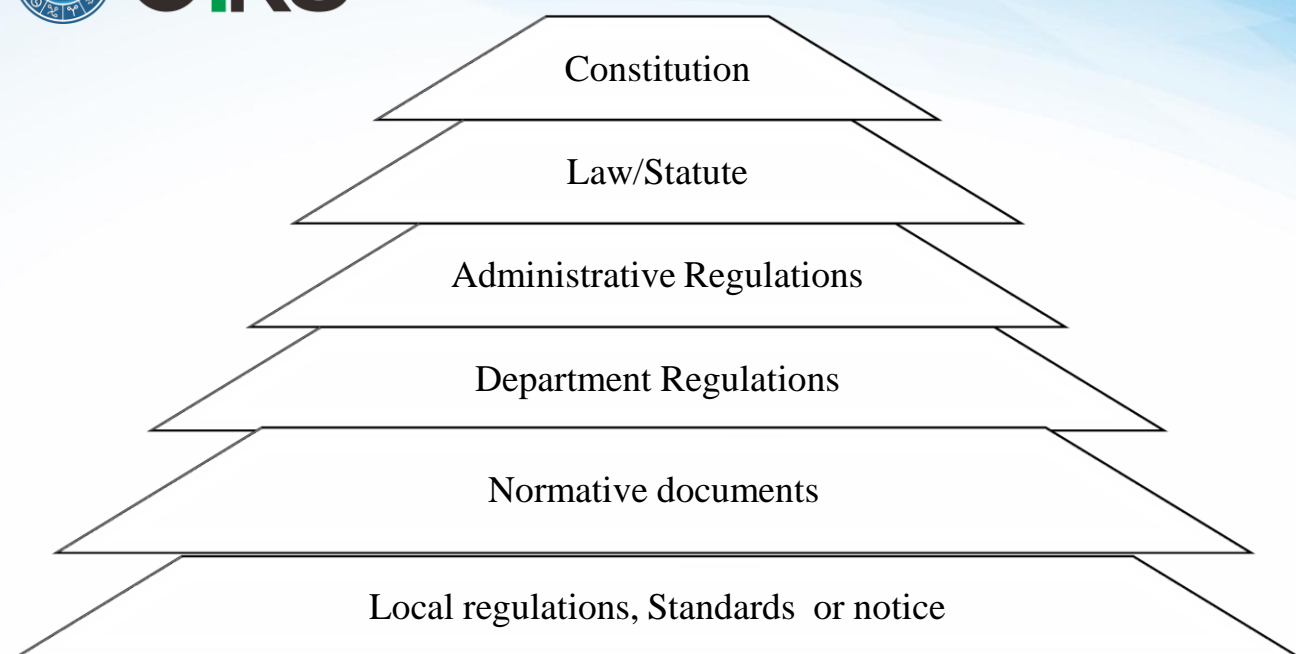 Constitution
Law/Statute
Administrative Regulations
Department Regulations
Normative documents
Local regulations, Standards or notice